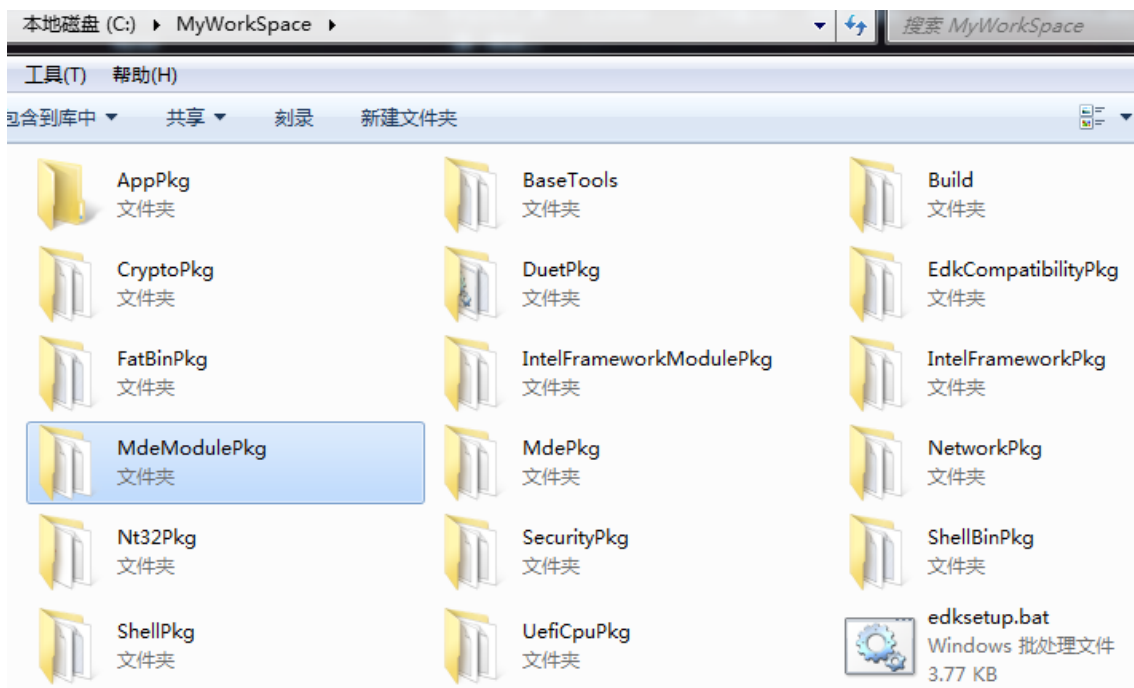 本地磁盘 (C:) MyWorkSpace
搜索 MyWorkSpace
工具(T) 帮助(H)
包含到库中 共享 刻录 新建文件夹
AppPkg
文件夹
BaseTools
文件夹
Build
文件夹
CryptoPkg
文件夹
DuetPkg
文件夹
EdkCompatibilityPkg
文件夹
FatBinPkg
文件夹
IntelFrameworkModulePkg
文件夹
IntelFrameworkPkg
文件夹
MdeModulePkg
文件夹
MdePkg
文件夹
NetworkPkg
文件夹
Nt32Pkg
文件夹
SecurityPkg
文件夹
ShellBinPkg
文件夹
ShellPkg
文件夹
UefiCpuPkg
文件夹
edksetup.bat
Windows 批处理文件
3.77 KB